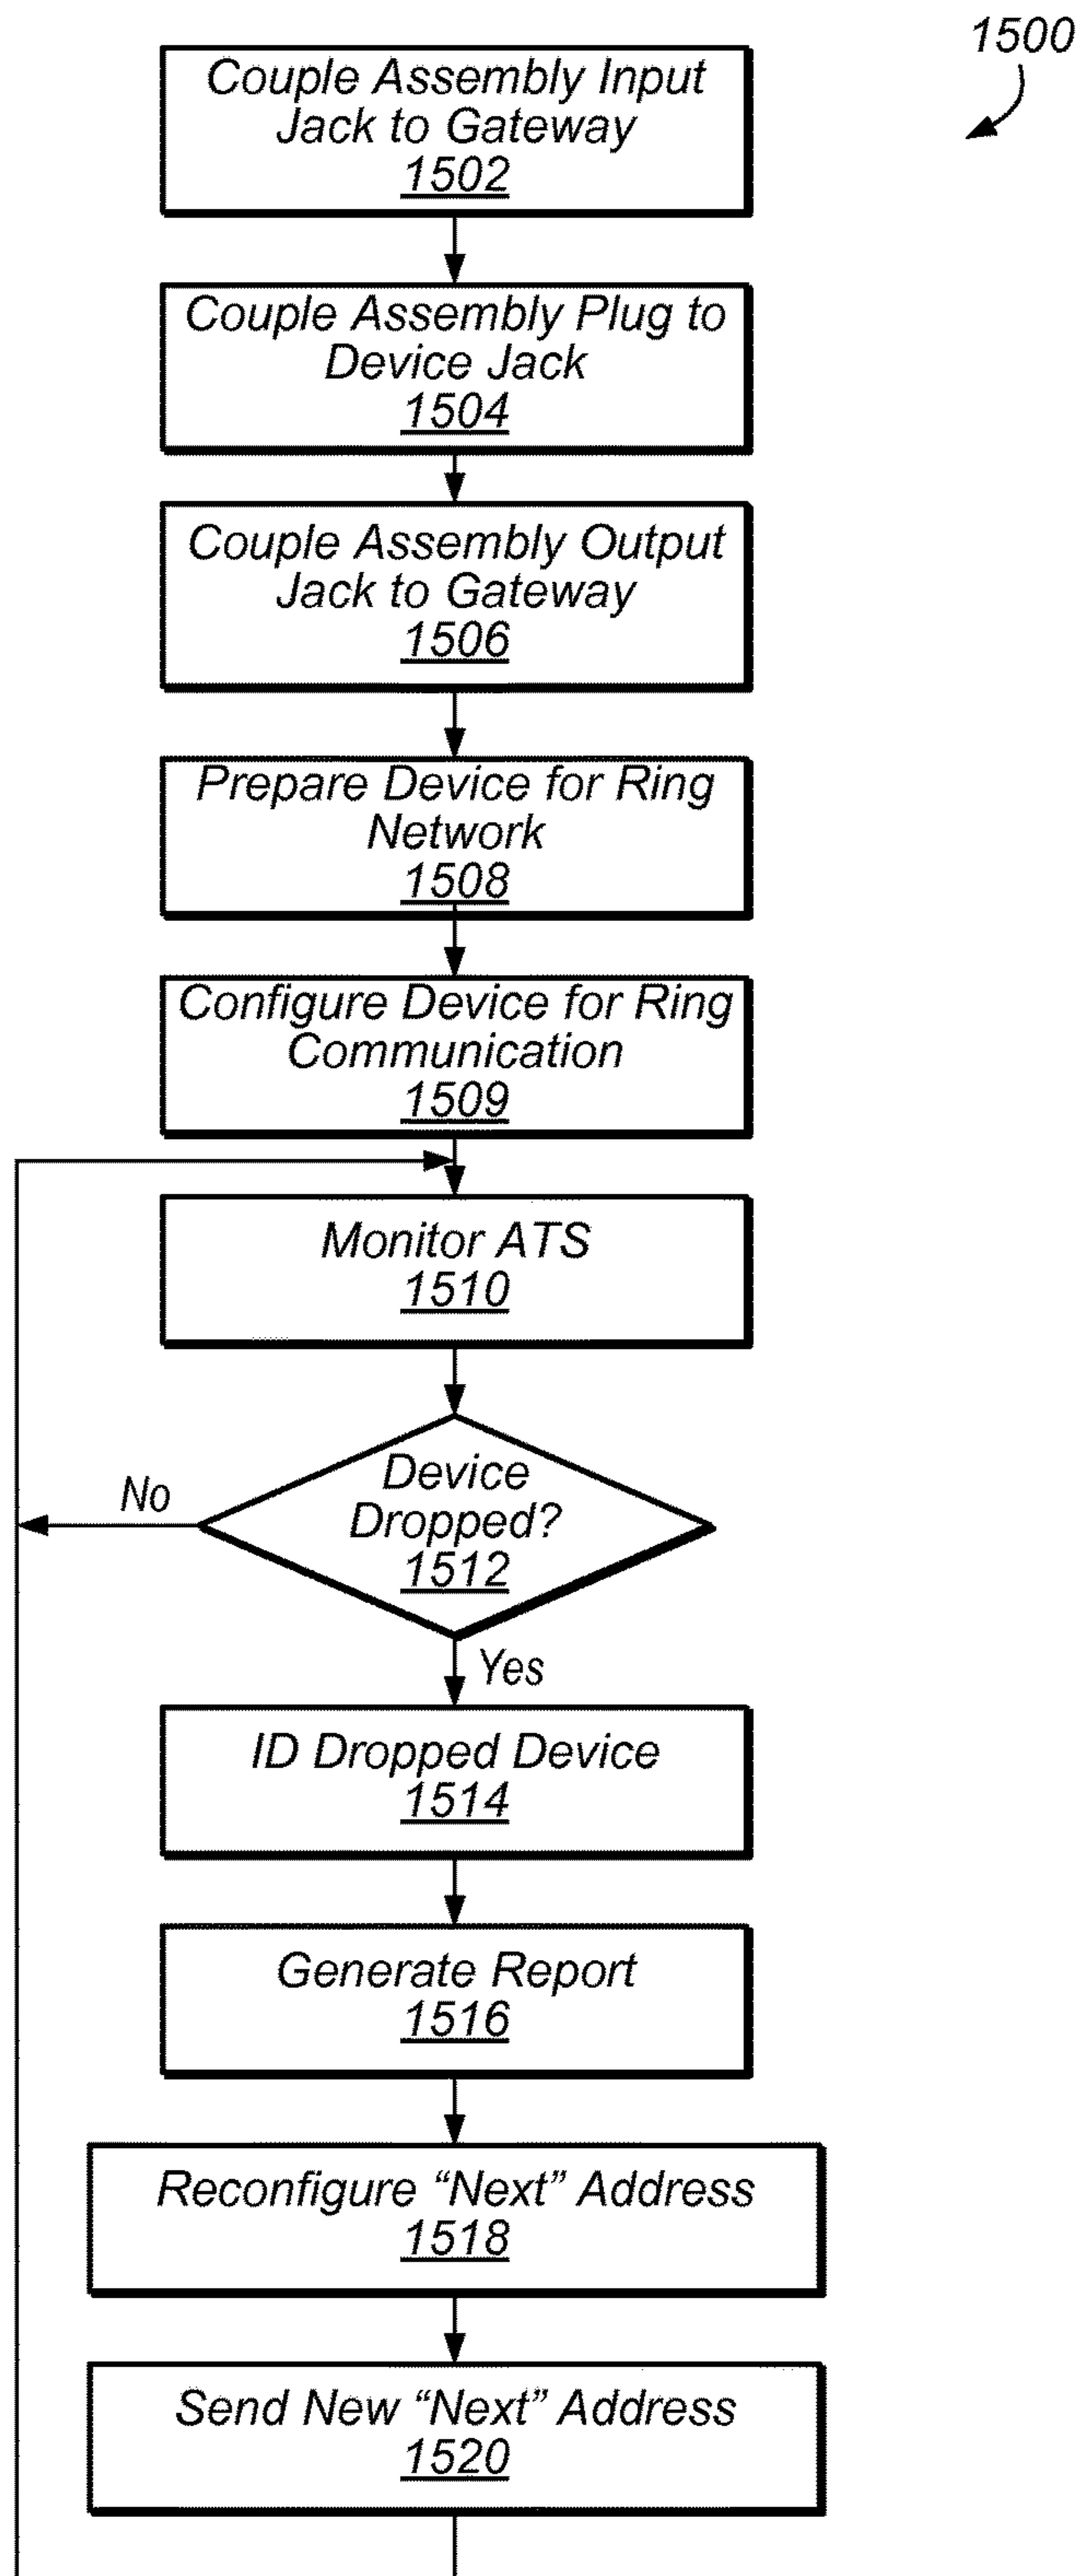 1500
Couple Assembly Input
Jack to Gateway
1502
Couple Assembly Plug to
Device Jack
1504
Couple Assembly Output
Jack to Gateway
1506
Prepare Device for Ring
Network
1508
Configure Device for Ring
Communication
1509
Monitor ATS
1510
Device
Dropped?
1512
No
Yes
ID Dropped Device
1514
Generate Report
1516
Reconfigure “Next” Address
1518
Send New “Next” Address
1520